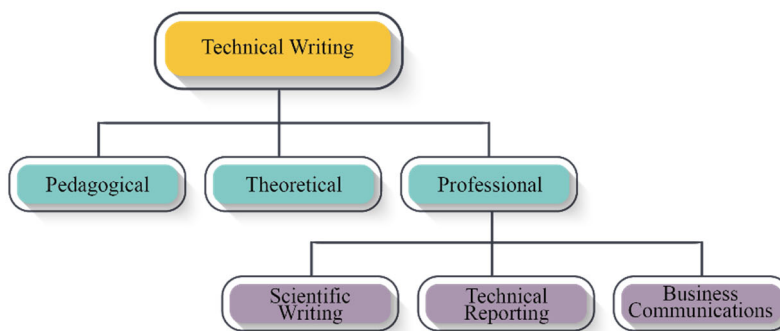 Technical Writing
Pedagogical
Theoretical
Professional
Scientific
Writing
Technical
Reporting
Business
Communications